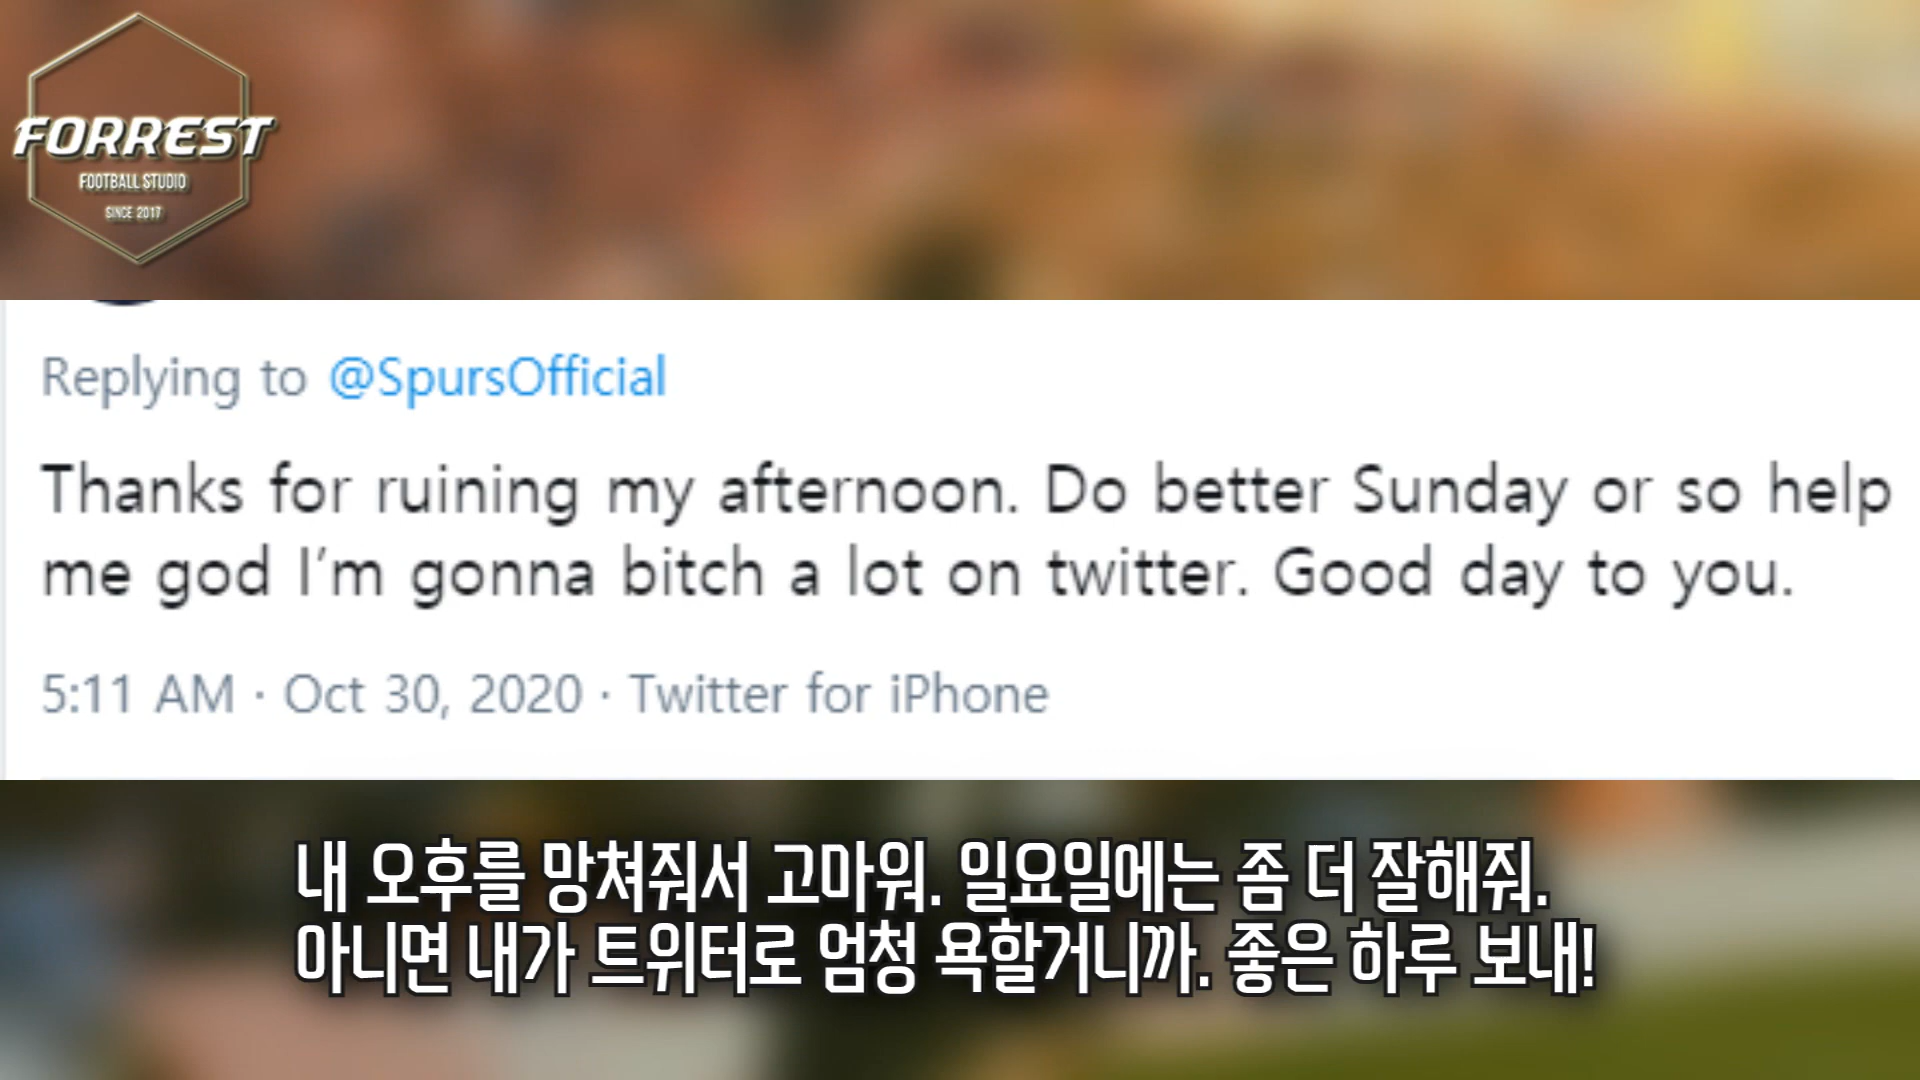 FORREST
FOOTBALL STUDIO
SINCE 2017
Replying to @SpursOfficial
Thanks for ruining my afternoon. Do better Sunday or so help
me god I'm gonna bitch a lot on twitter. Good day to you.
5:11 AM · Oct 30, 2020 · Twitter for iPhone
내 오후를 망쳐줘서 고마워. 일요일에는 좀 더 잘해줘.
아니면 내가 트위터로 엄청 욕할거니까. 좋은 하루 보내!